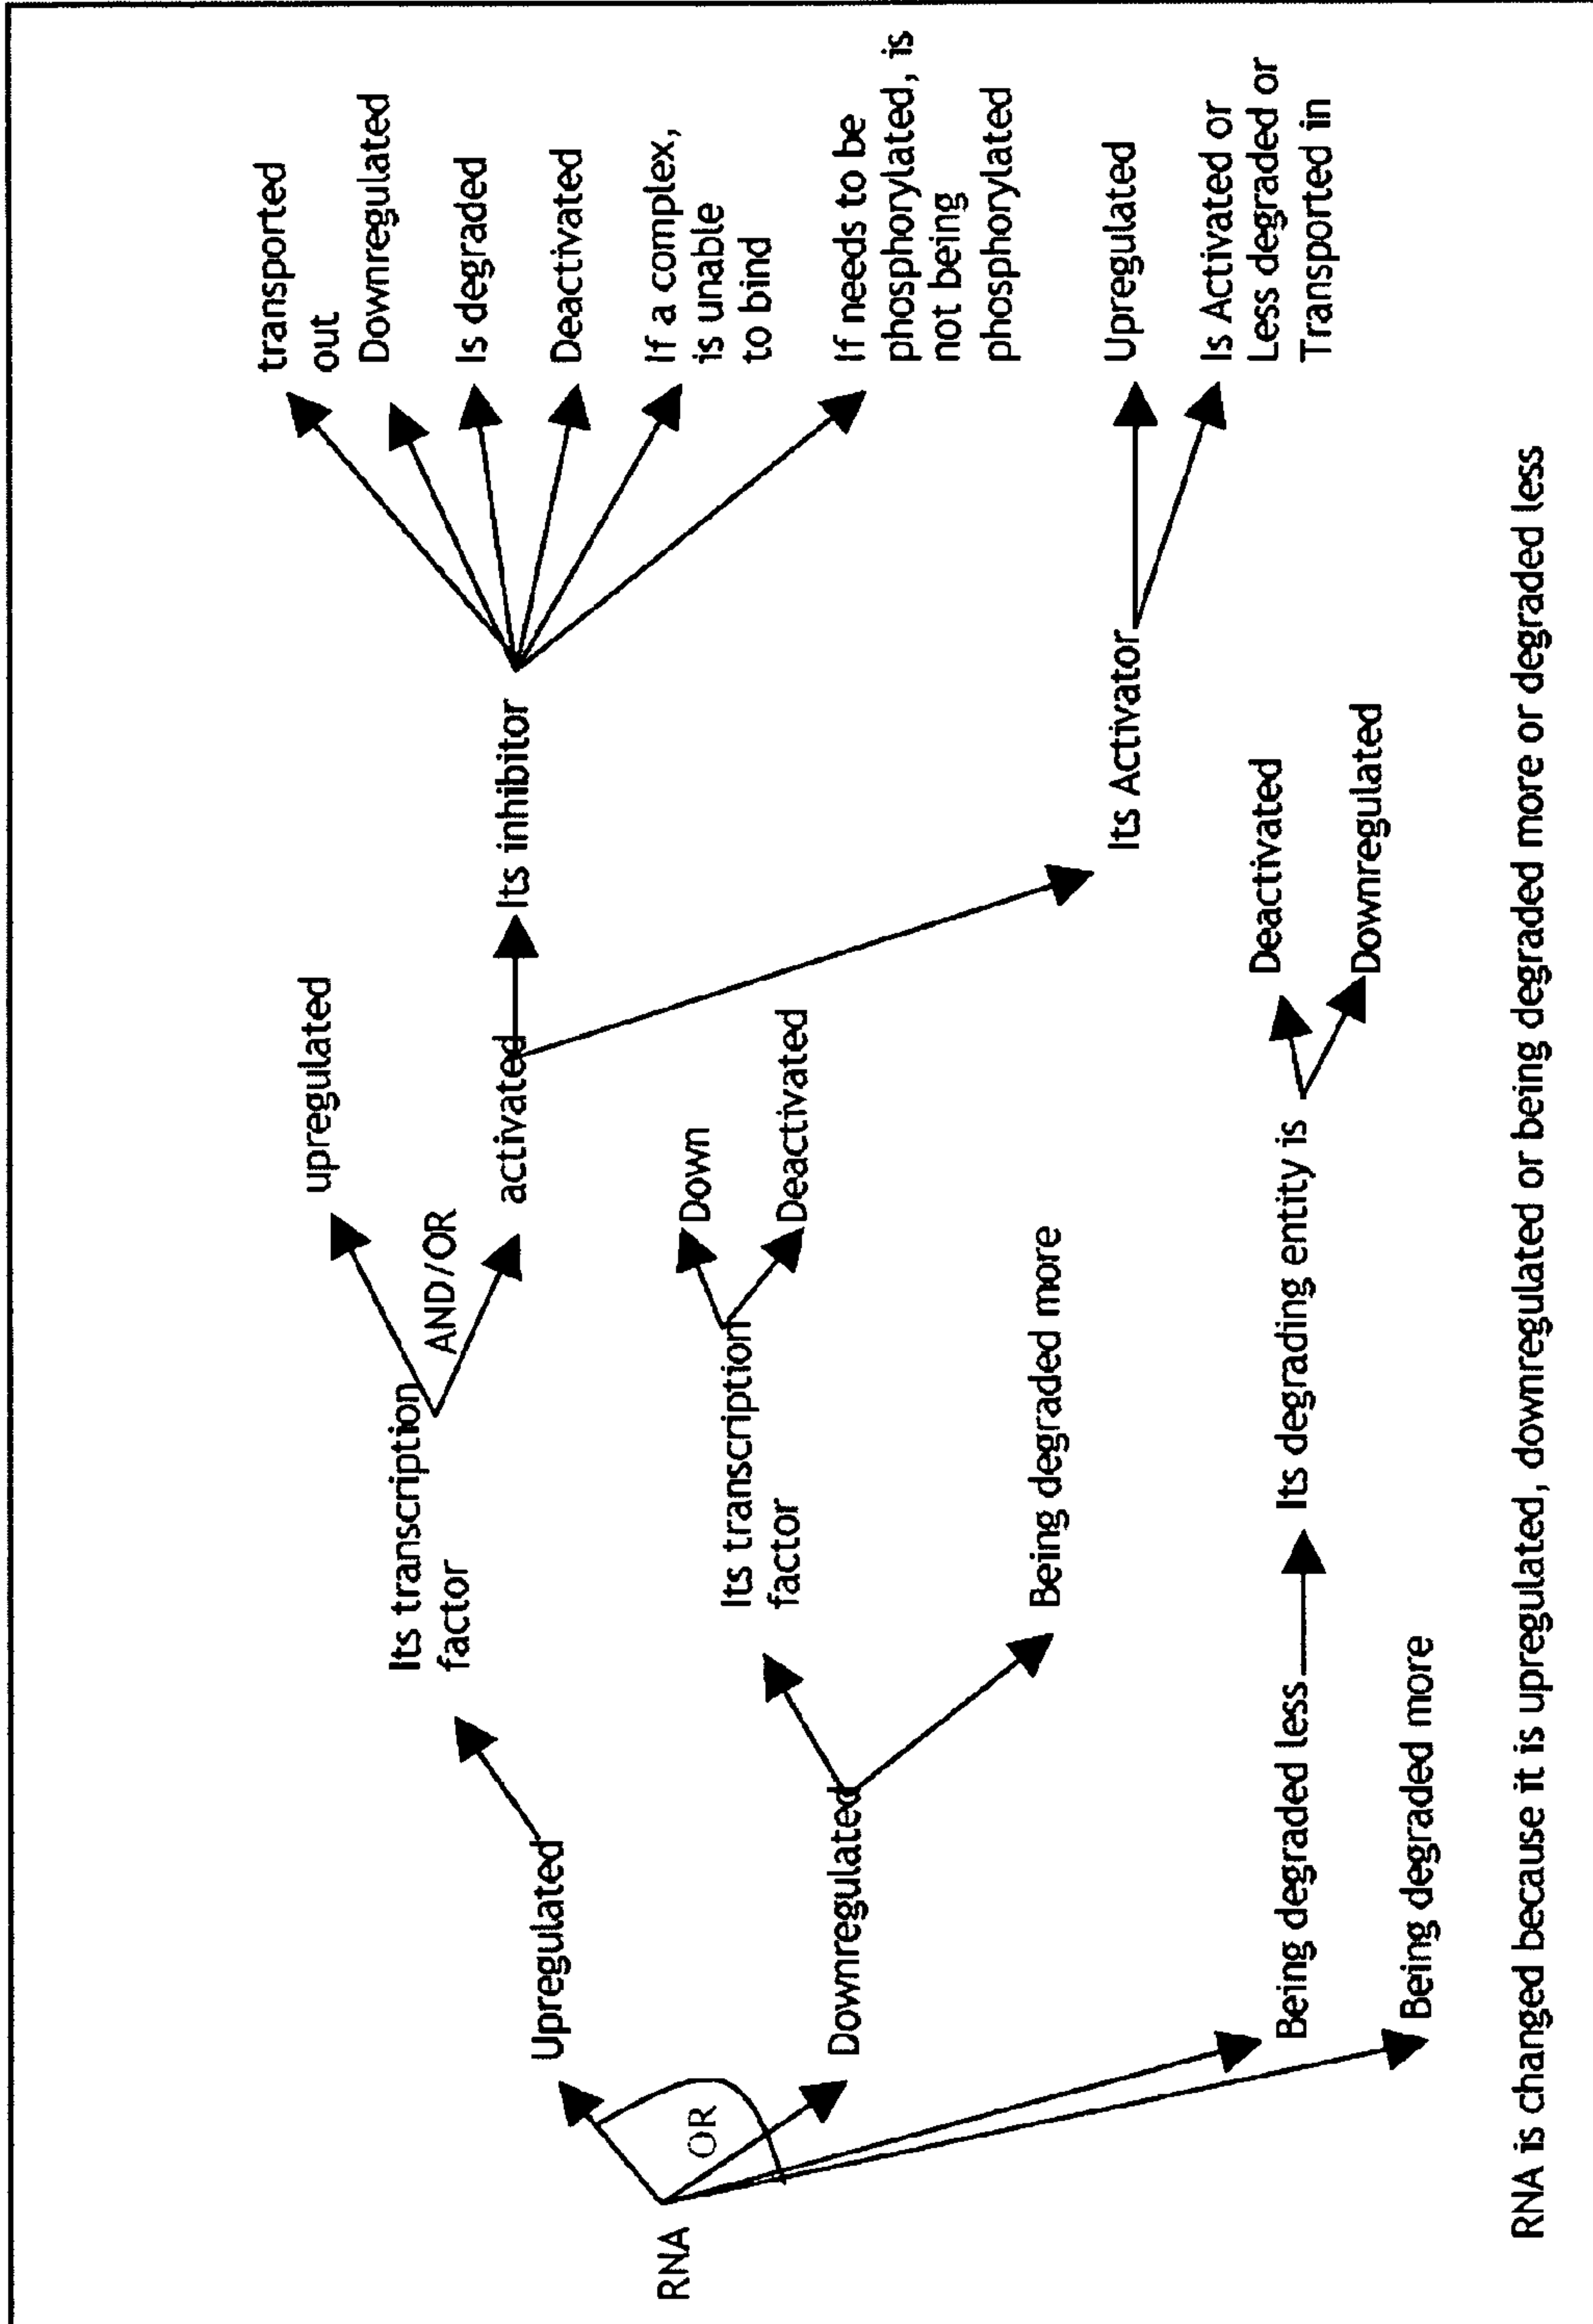 RNA
OR
Upregulated
Its transcription
factor
AND/OR
upregulated
activated
Its inhibitor
transported
out
Downregulated
Is degraded
Deactivated
If a complex,
is unable
to bind
If needs to be
phosphorylated, is
not being
phosphorylated
Its Activator
Upregulated
Is Activated or
Less degraded or
Transported in
Downregulated
Its transcription
factor
Down
Deactivated
Being degraded more
Being degraded less
Its degrading entity is
Deactivated
Downregulated
Being degraded more
RNA is changed because it is upregulated, downregulated or being degraded more or degraded less